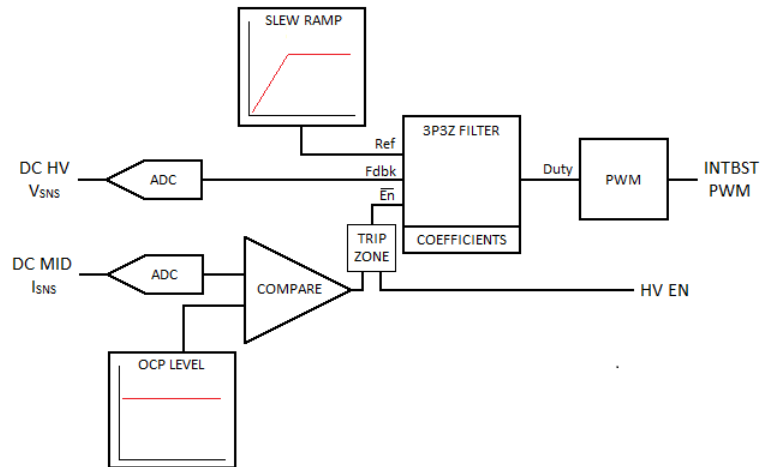 SLEW RAMP
3P3Z FILTER
Ref
DC HV
VSNS
ADC
Fdbk
En
Duty
PWM
INTBST
PWM
COEFFICIENTS
TRIP
ZONE
DC MID
ISNS
ADC
COMPARE
HV EN
OCP LEVEL